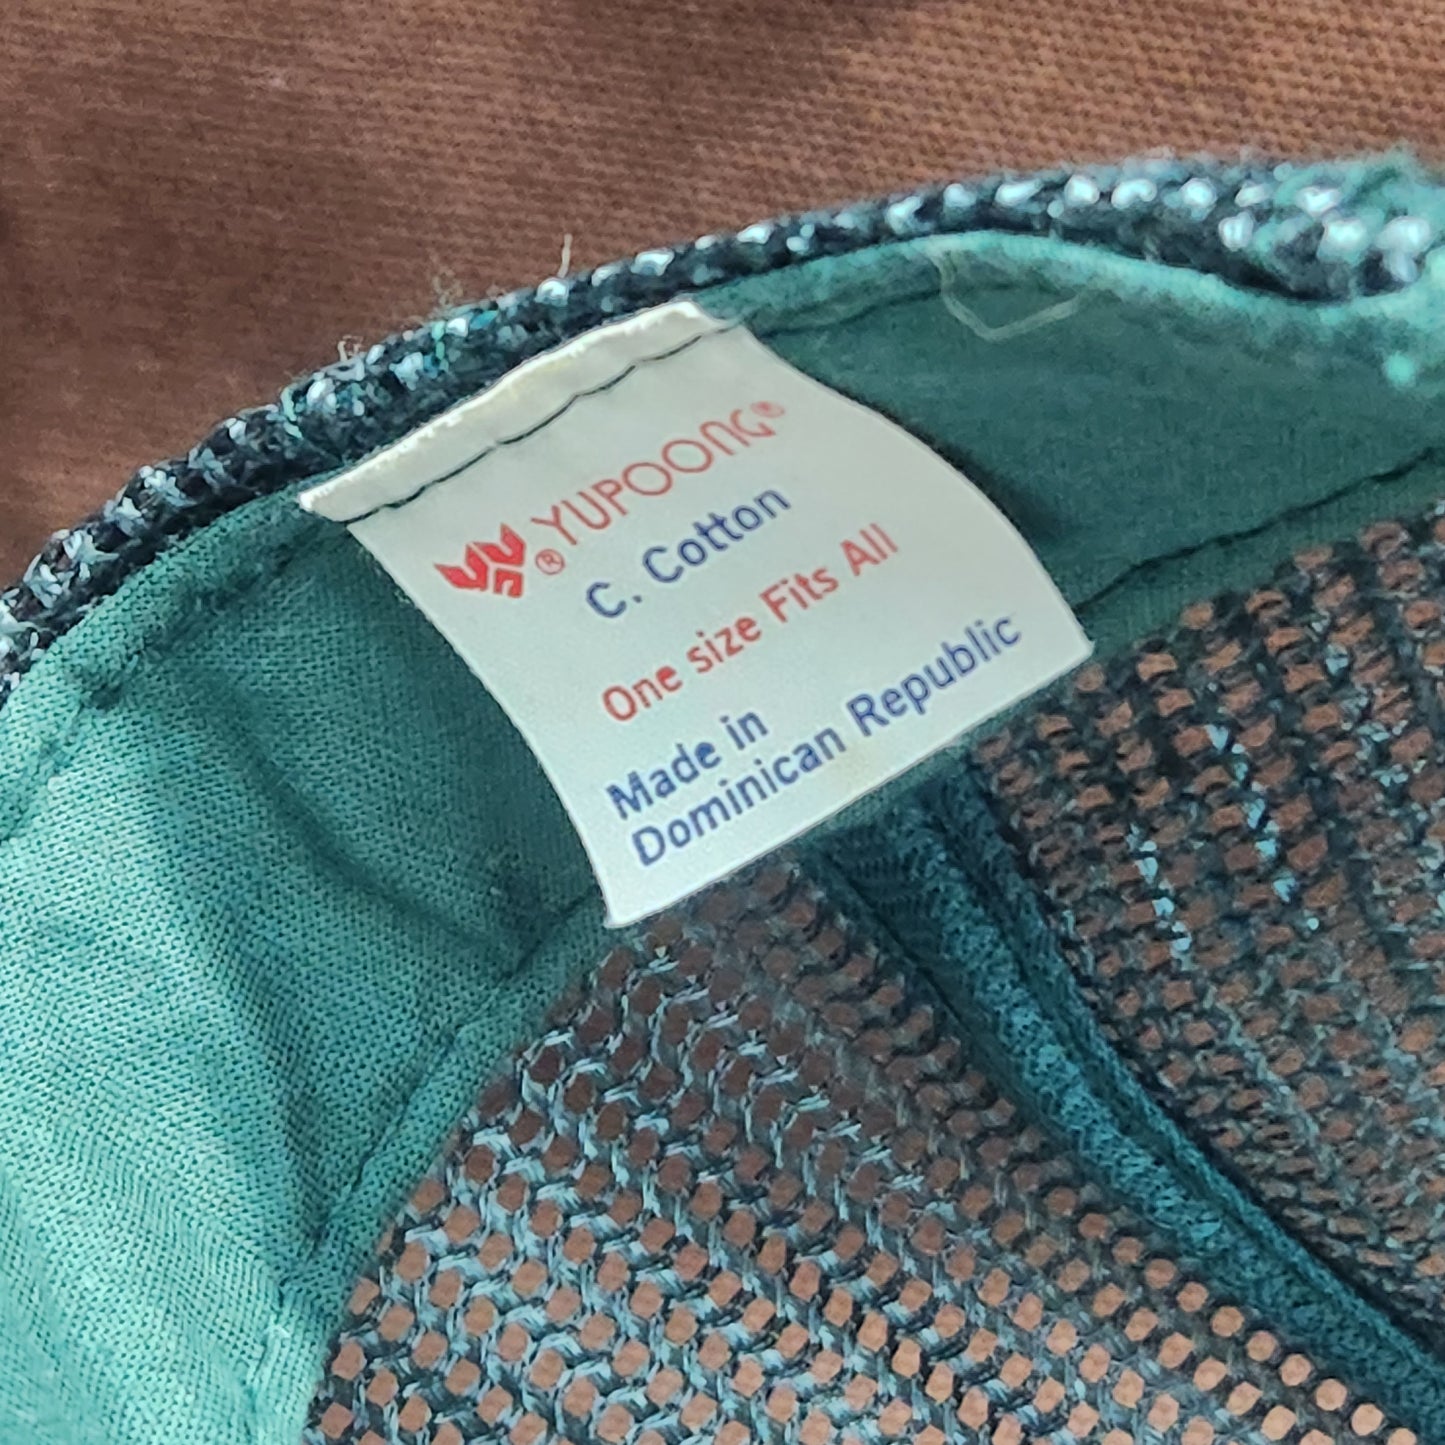 ® YUPOONG®
C. Cotton
One size Fits All
Made in
Dominican Republic